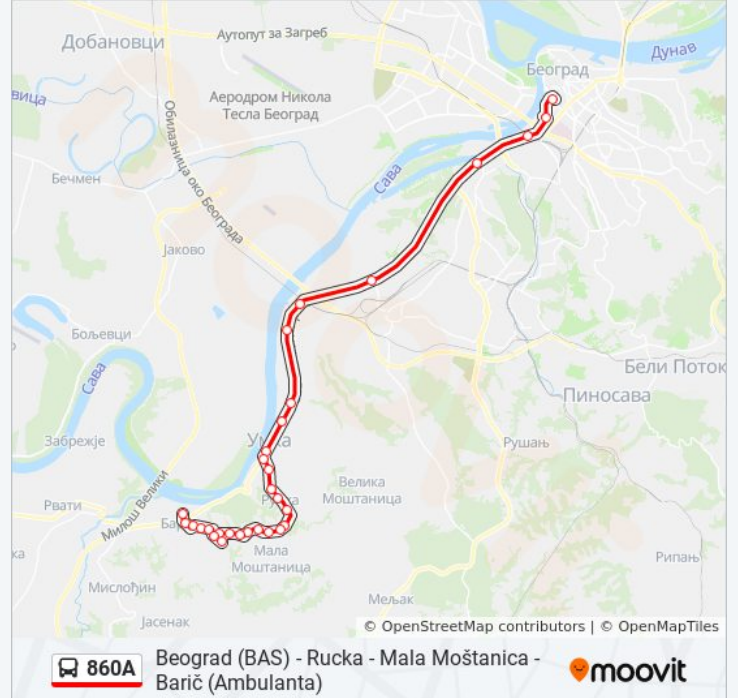 Добановци
Аутопут за Загреб
Дунав
Београд
вица
Аеродром Никола
Тесла Београд
Обилазница око Београда
Сава
Бечмен
Јаково
Бољевци
Сава
Бели Поток
Пиносава
Забрежје
Умка
Рушањ
Велика
Моштаница
Рвати
Милош Велики
Мала
Моштаница
ка
Рипањ
Мислођин
Мељак
Јасенак
© OpenStreetMap contributors | © OpenMapTiles
860A
Beograd (BAS) - Rucka - Mala Moštanica -
Barič (Ambulanta)
moovit